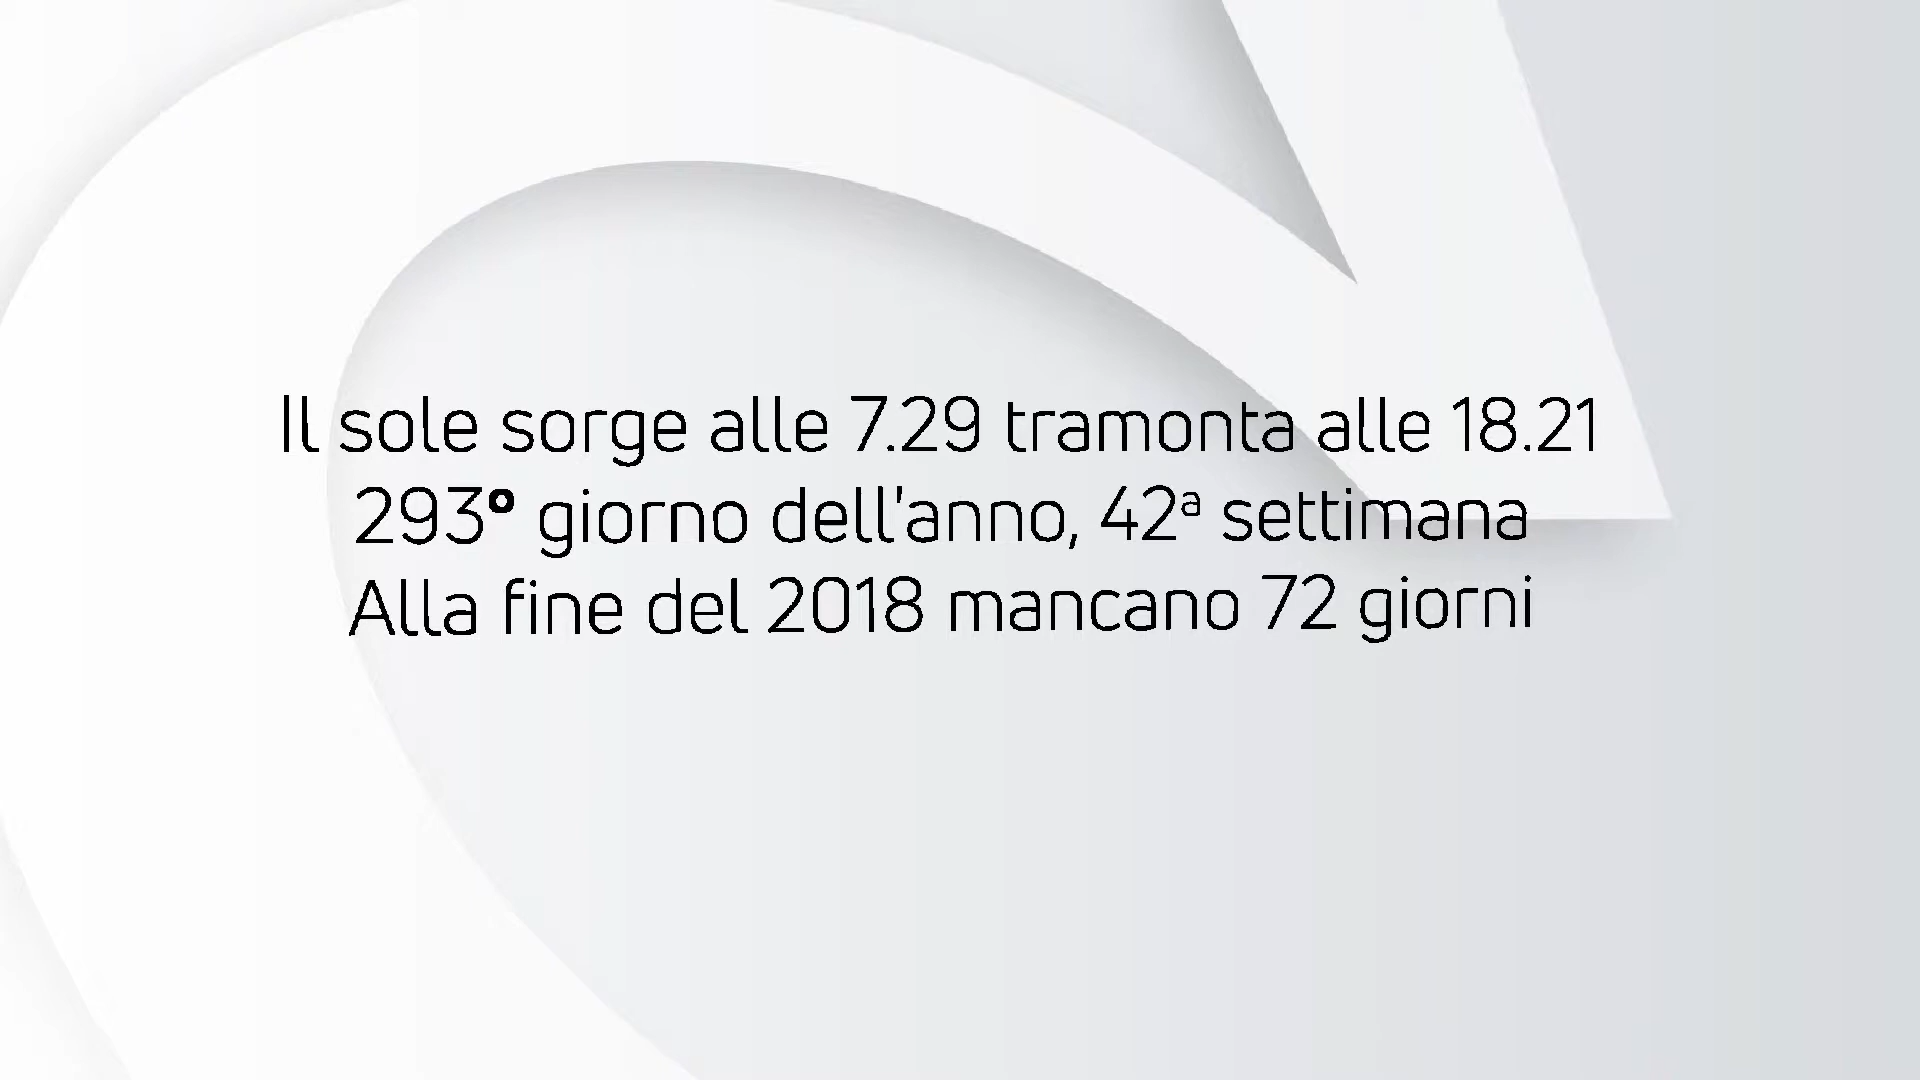 Il sole sorge alle 7.29 tramonta alle 18.21
293° giorno dell'anno, 42ª settimana
Alla fine del 2018 mancano 72 giorni